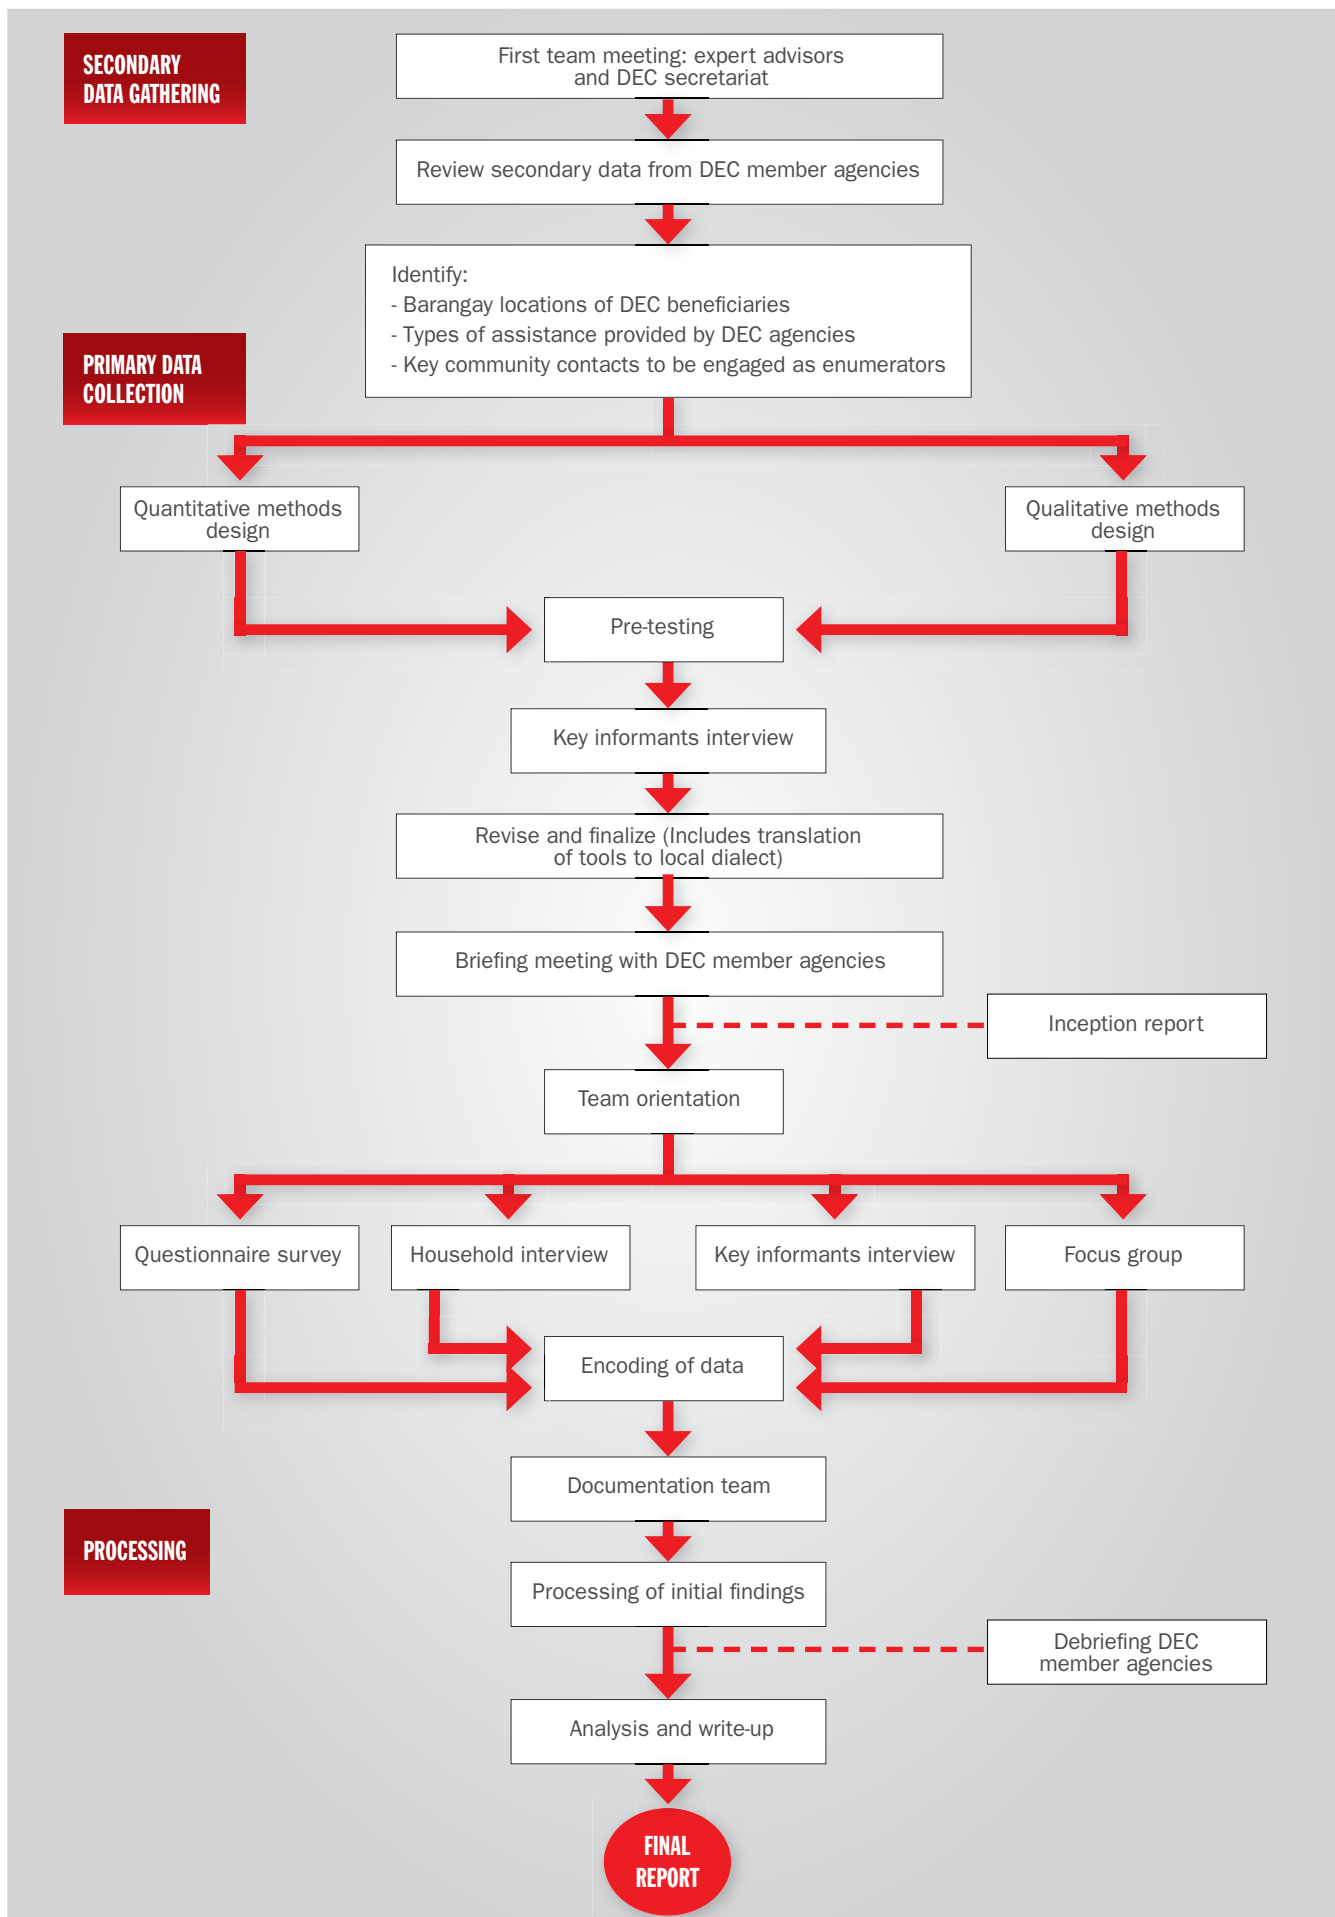 SECONDARY
DATA GATHERING
First team meeting: expert advisors
and DEC secretariat
Review secondary data from DEC member agencies
Identify:
- Barangay locations of DEC beneficiaries
- Types of assistance provided by DEC agencies
- Key community contacts to be engaged as enumerators
PRIMARY DATA
COLLECTION
Quantitative methods
design
Qualitative methods
design
Pre-testing
Key informants interview
Revise and finalize (Includes translation
of tools to local dialect)
Briefing meeting with DEC member agencies
Inception report
Team orientation
Questionnaire survey
Household interview
Key informants interview
Focus group
Encoding of data
Documentation team
PROCESSING
Processing of initial findings
Debriefing DEC
member agencies
Analysis and write-up
FINAL
REPORT